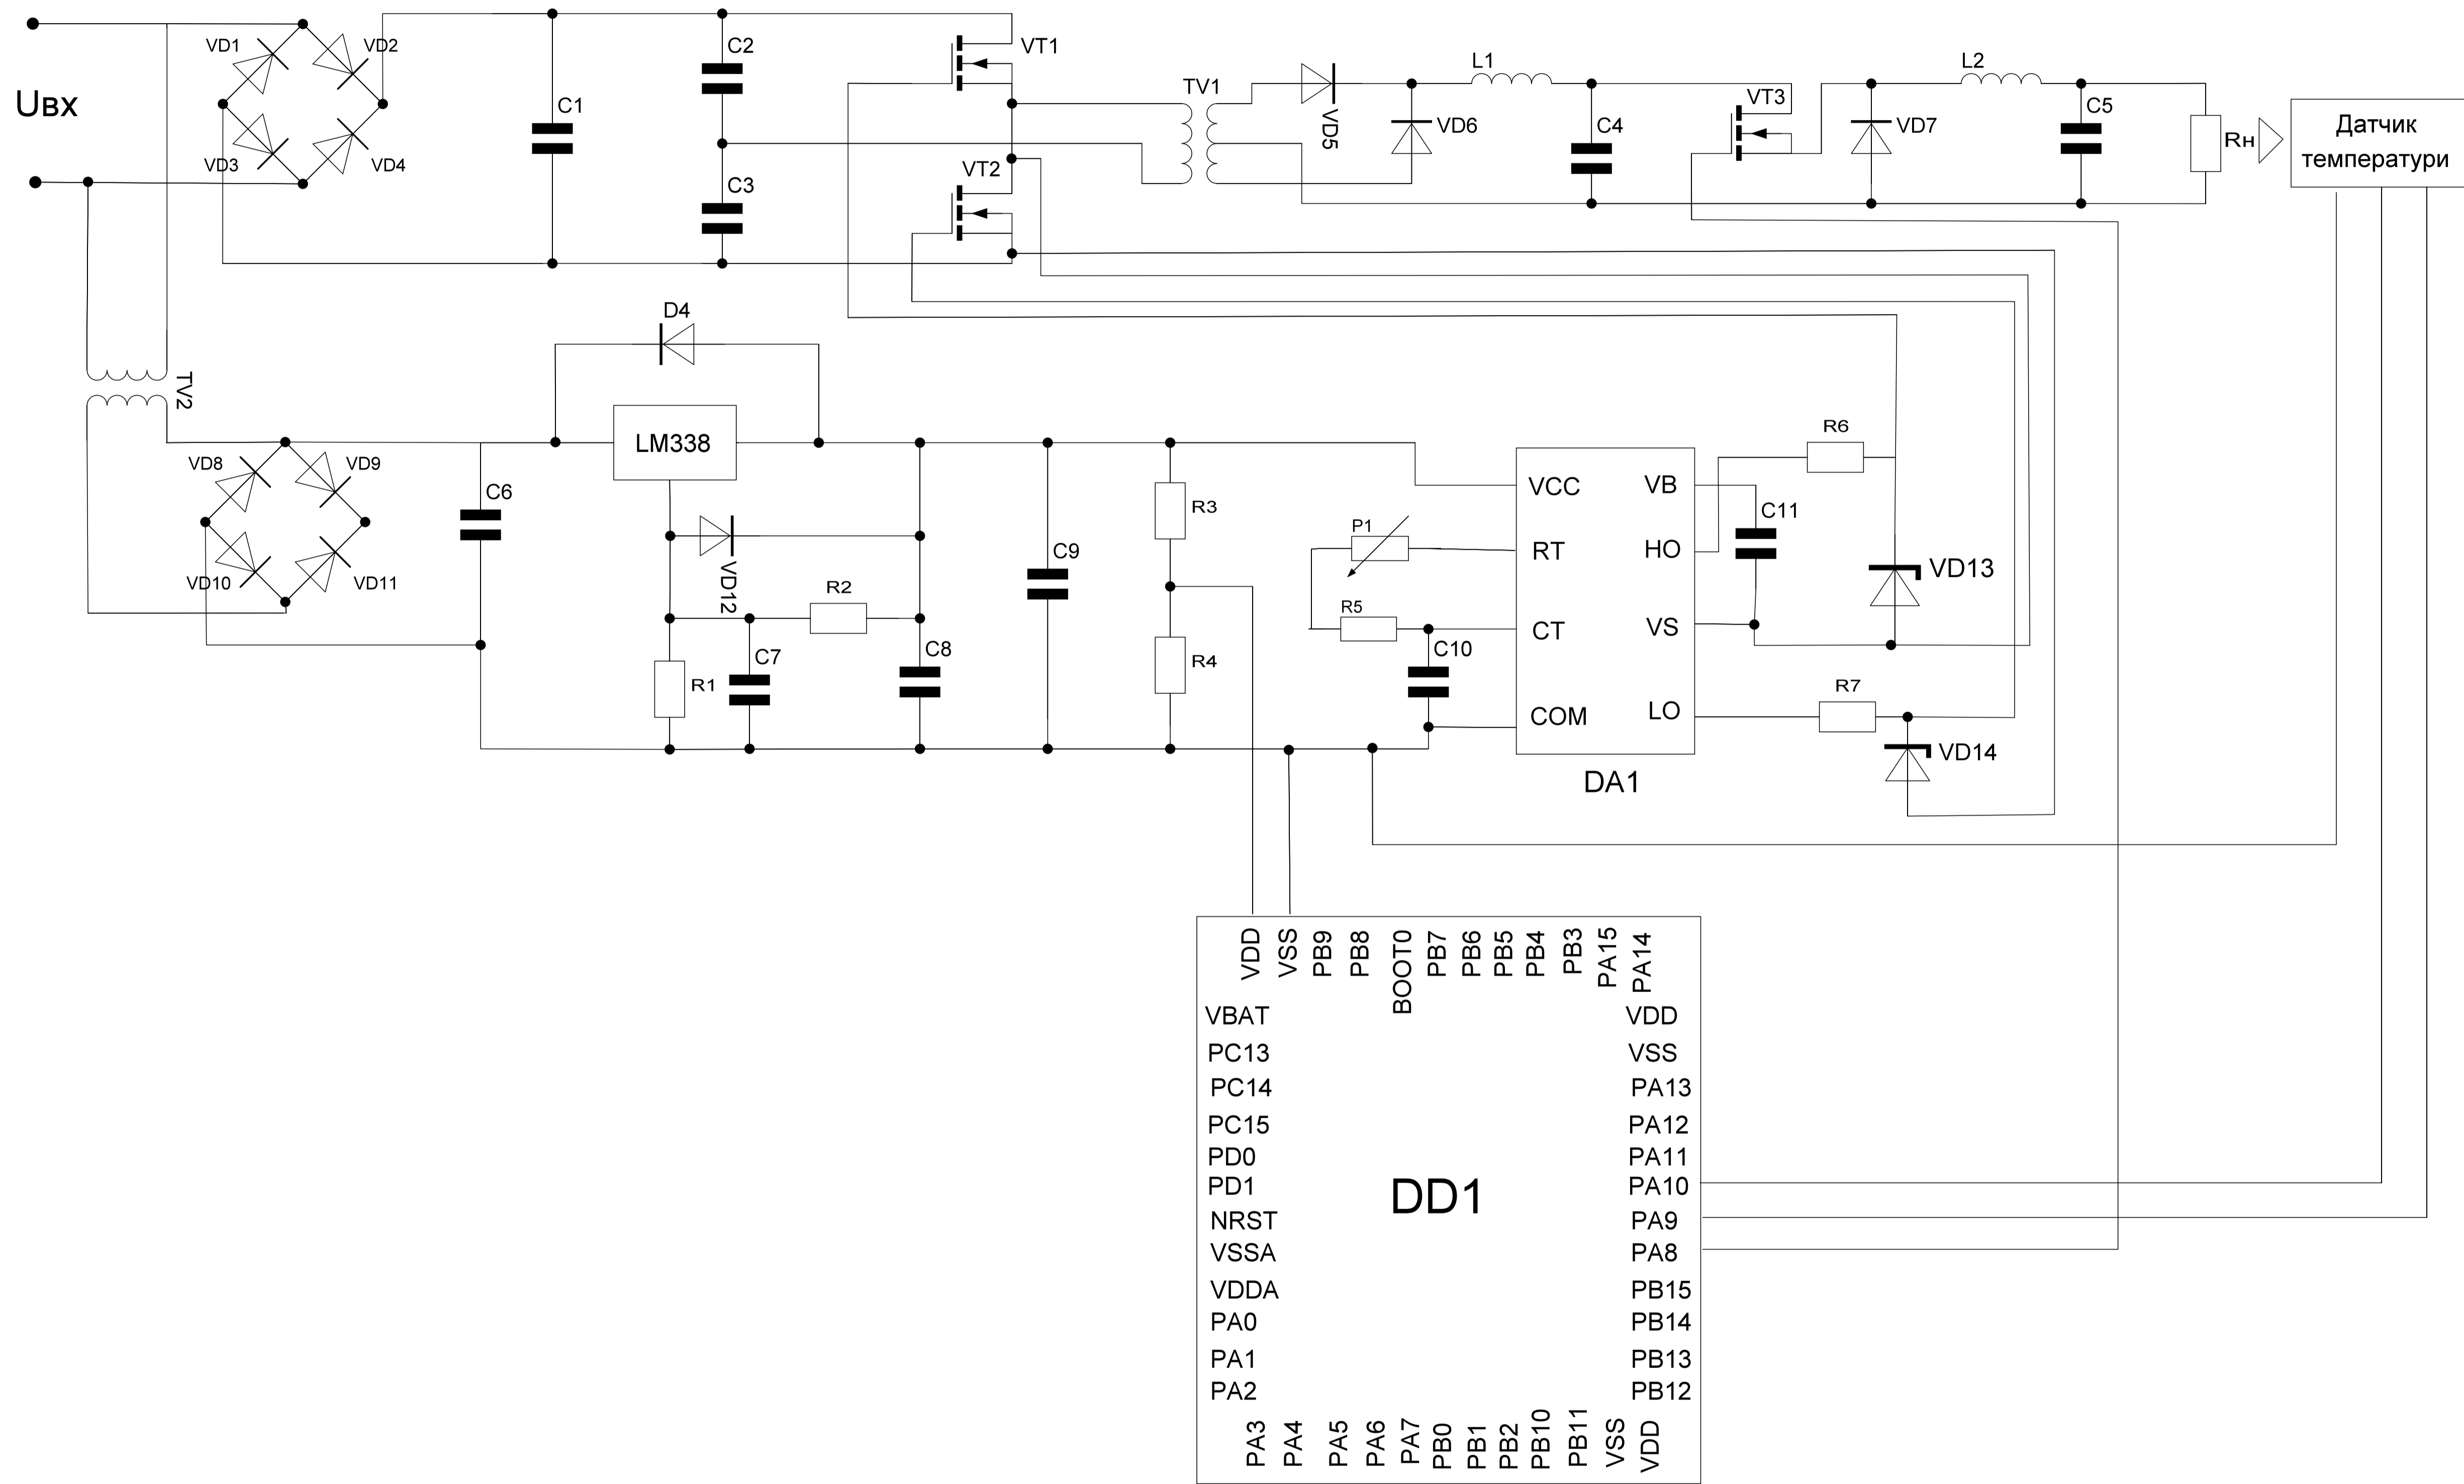 Uвх
VD1
VD2
VD3
VD4
C1
C2
C3
VT1
VT2
TV1
VD5
VD6
L1
C4
VT3
VD7
L2
C5
Rн
Датчик
температури
TV2
D4
LM338
VD8
VD9
VD10
VD11
C6
VD12
R2
R1
C7
C8
C9
R3
R4
P1
R5
C10
VCC
RT
CT
COM
VB
HO
VS
LO
DA1
C11
R6
VD13
R7
VD14
VDD
VSS
PB9
PB8
BOOT0
PB7
PB6
PB5
PB4
PB3
PA15
PA14
VBAT
PC13
PC14
PC15
PD0
PD1
NRST
VSSA
VDDA
PA0
PA1
PA2
DD1
VDD
VSS
PA13
PA12
PA11
PA10
PA9
PA8
PB15
PB14
PB13
PB12
PA3
PA4
PA5
PA6
PA7
PB0
PB1
PB2
PB10
PB11
VSS
VDD